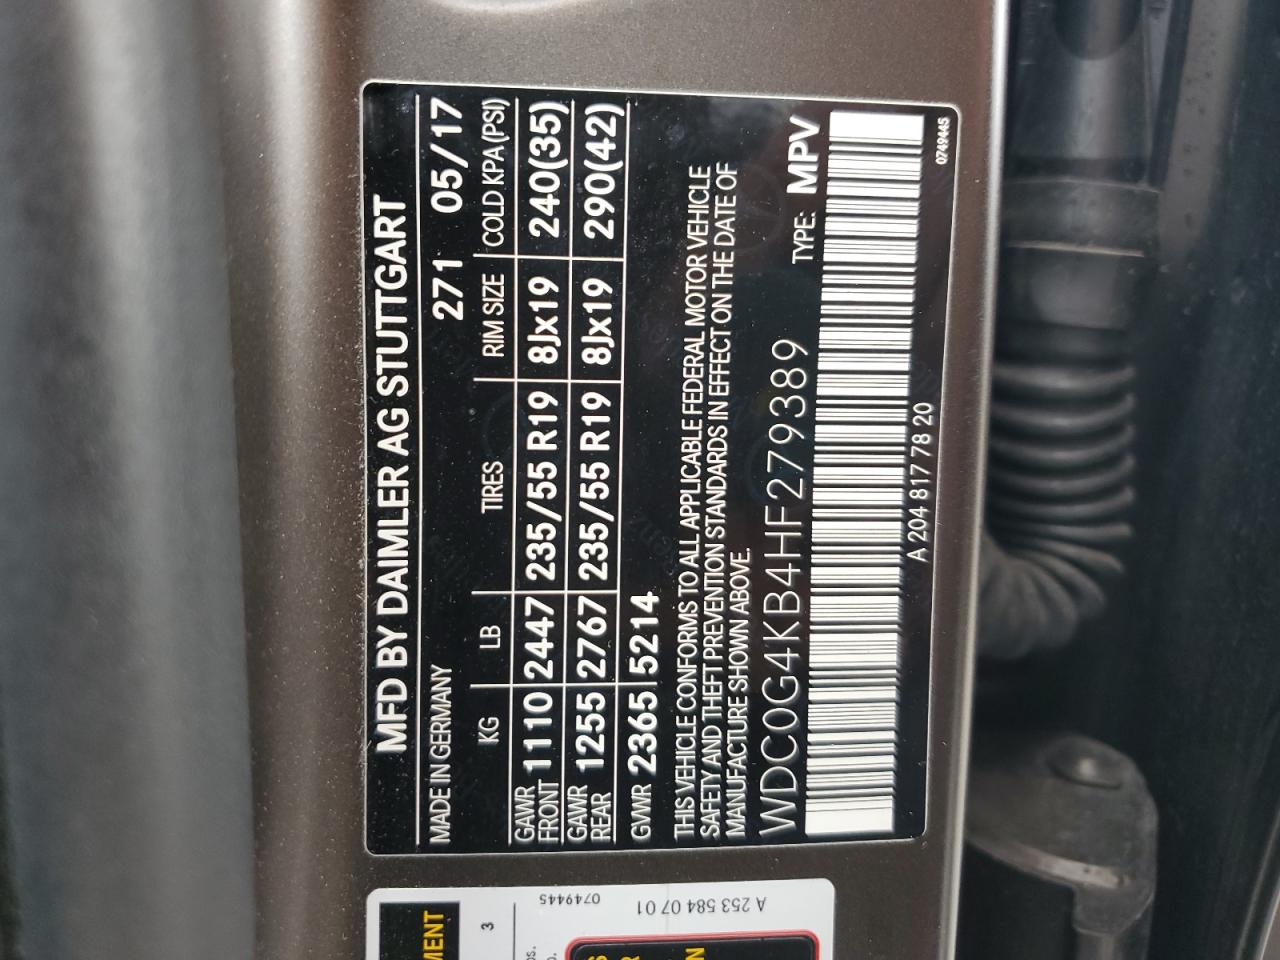 MFD BY DAIMLER AG STUTTGART
MADE IN GERMANY 271 05/17
KG LB TIRES RIM SIZE COLD KPA (PSI)
GAWR FRONT 1110 2447 235/55 R19 8Jx19 240(35)
GAWR REAR 1255 2767 235/55 R19 8Jx19 290(42)
GVWR 2365 5214
THIS VEHICLE CONFORMS TO ALL APPLICABLE FEDERAL MOTOR VEHICLE
SAFETY AND THEFT PREVENTION STANDARDS IN EFFECT ON THE DATE OF
MANUFACTURE SHOWN ABOVE.
WDC0G4KB4HF279389 TYPE: MPV
A 204 817 78 20 0749445
3
0749445
A 253 584 07 01